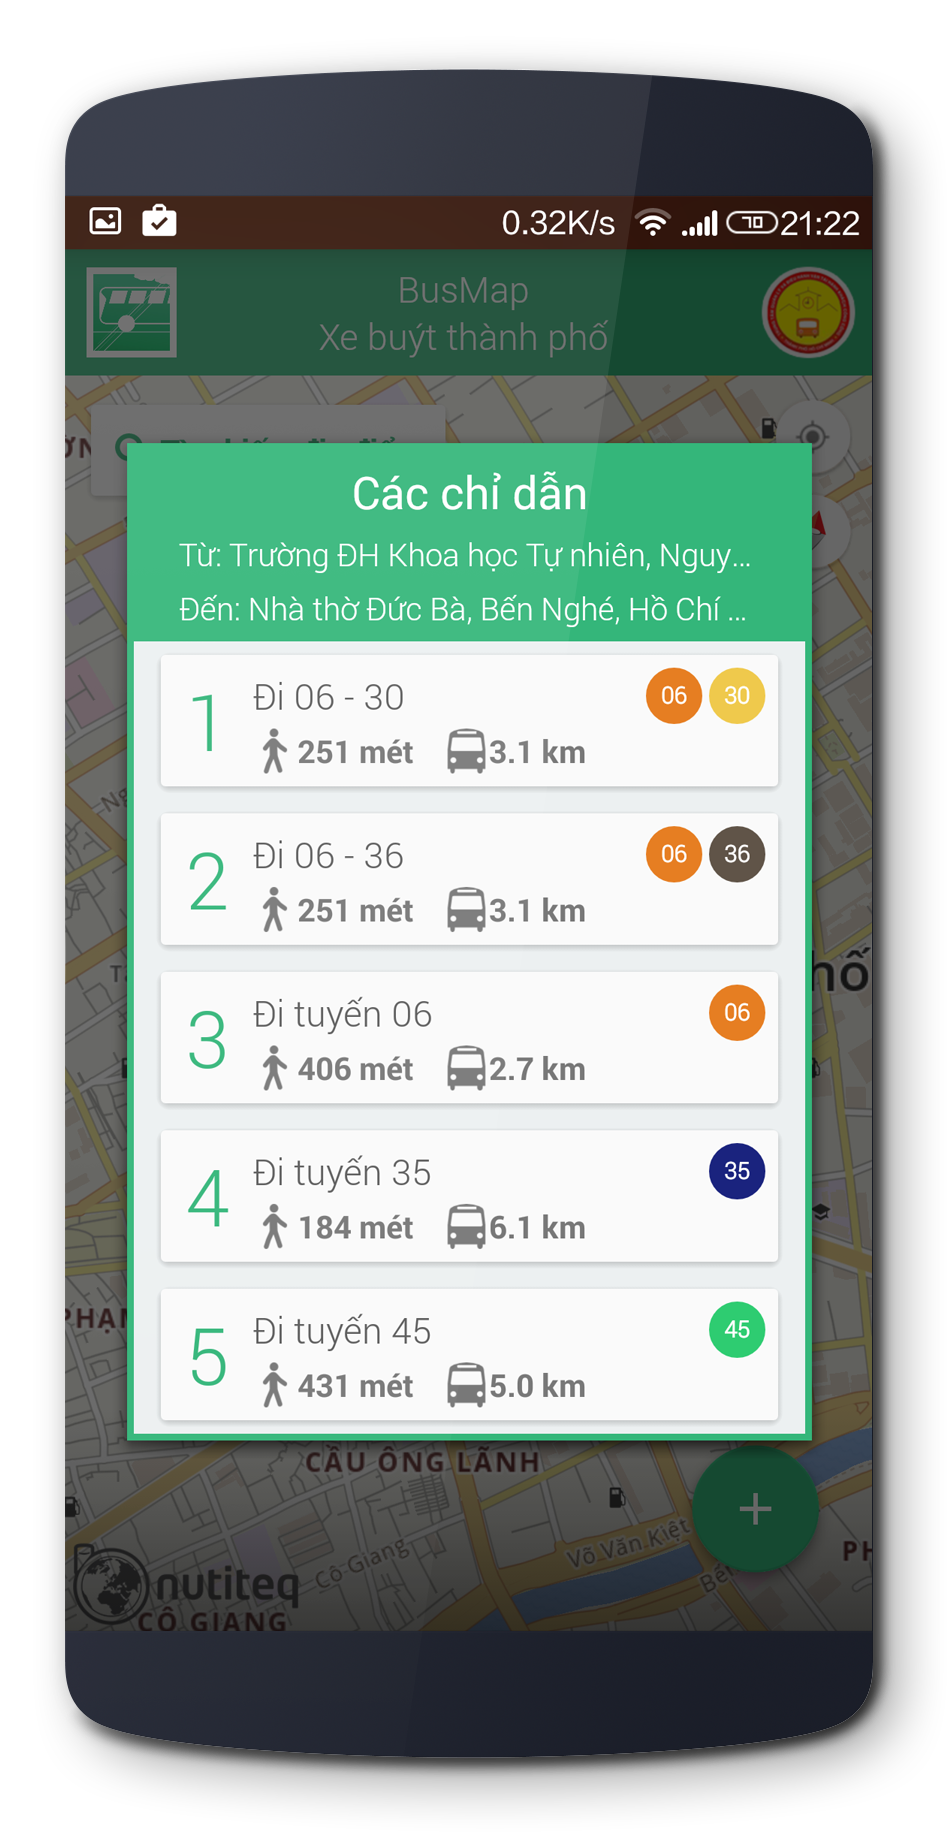 0.32K/s 70 21:22
BusMap
Xe buýt thành phố
Các chỉ dẫn
Từ: Trường ĐH Khoa học Tự nhiên, Nguy...
Đến: Nhà thờ Đức Bà, Bến Nghé, Hồ Chí ...
1 Đi 06 - 30 06 30
251 mét 3.1 km
2 Đi 06 - 36 06 36
251 mét 3.1 km
3 Đi tuyến 06 06
406 mét 2.7 km
4 Đi tuyến 35 35
184 mét 6.1 km
5 Đi tuyến 45 45
431 mét 5.0 km
CẦU ÔNG LÃNH
+
Võ Văn Kiệt
Cô Giang
nutiteq
CÔ GIANG